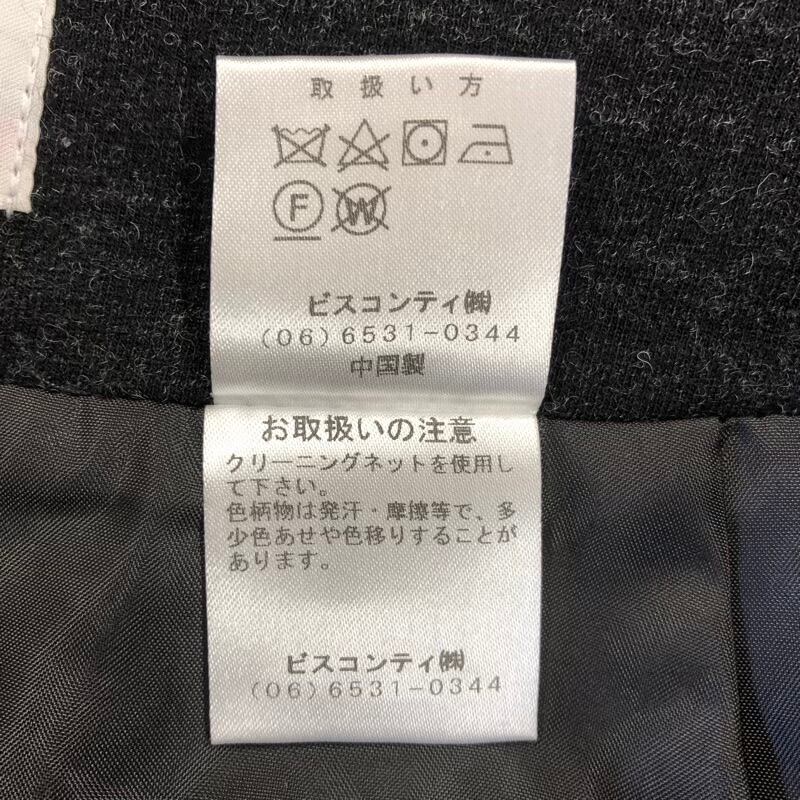 取扱い方
F W
ビスコンティ㈱
(06)6531-0344
中国製
お取扱いの注意
クリーニングネットを使用し
て下さい。
色柄物は発汗・摩擦等で、多
少色あせや色移りすることが
あります。
ビスコンティ㈱
(06)6531-0344